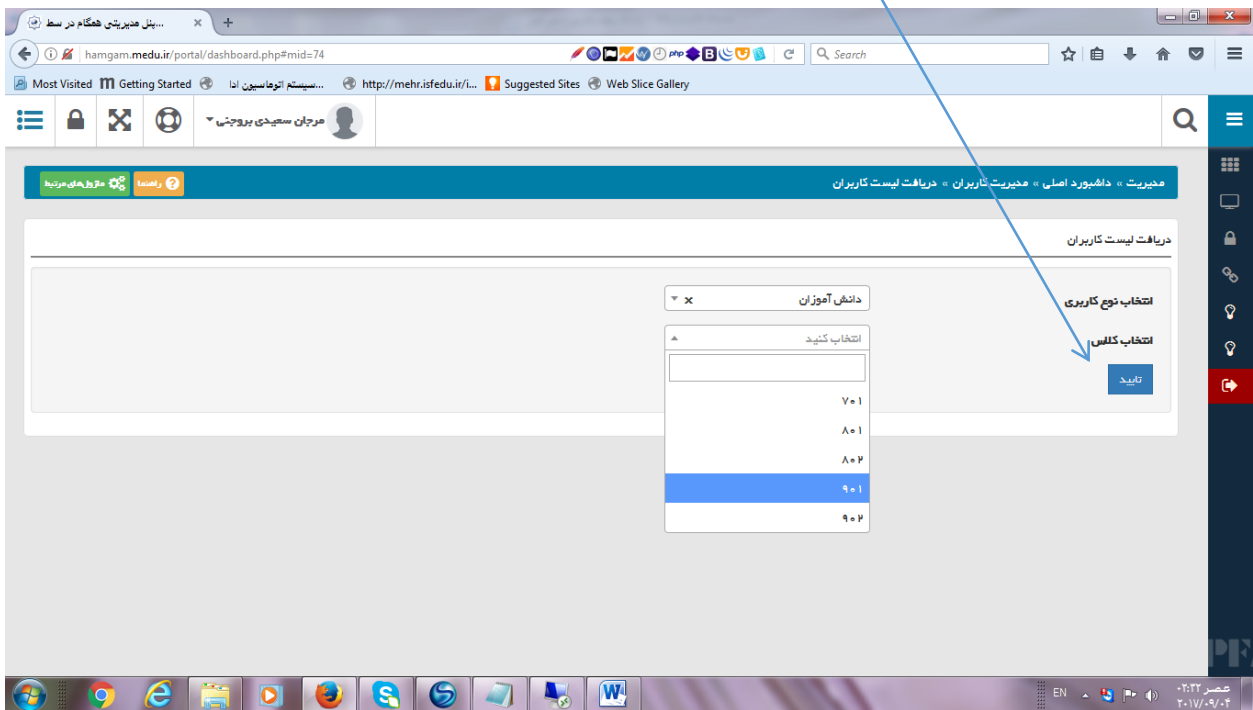 ...پنل مدیریتی همگام در سط
hamgam.medu.ir/portal/dashboard.php#mid=74
Search
Most Visited Getting Started ...سیستم اتوماسیون ادا http://mehr.isfedu.ir/i... Suggested Sites Web Slice Gallery
مرجان سعیدی بروجنی
مدیریت » داشبورد اصلی » مدیریت کاربران » دریافت لیست کاربران
راهنما
ماژول‌های مرتبط
دریافت لیست کاربران
انتخاب نوع کاربری
دانش آموزان
انتخاب کلاس
انتخاب کنید
تایید
۷۰۱
۸۰۱
۸۰۲
۹۰۱
۹۰۲
EN
۰۲:۳۲ عصر
۲۰۱۷/۰۹/۰۴